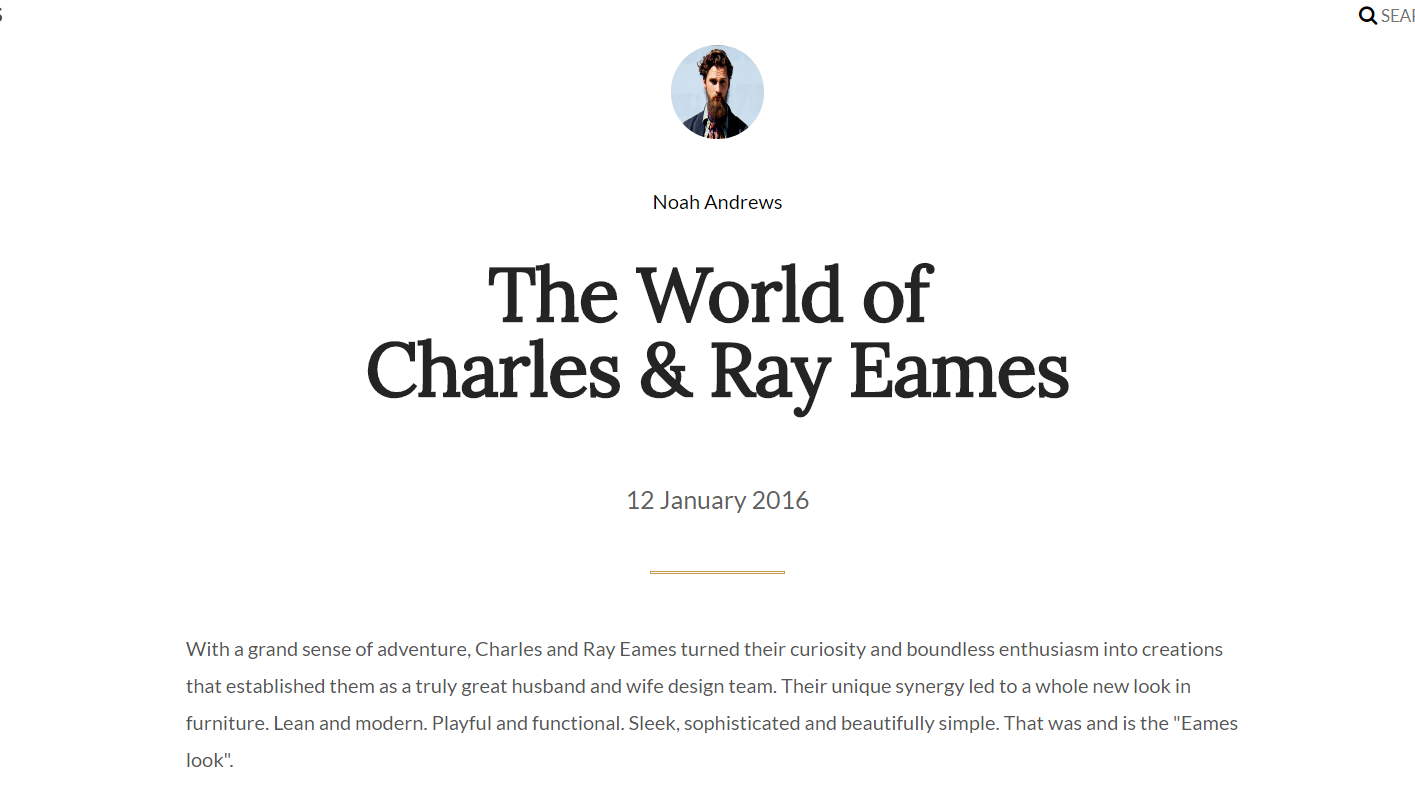 Noah Andrews
The World of
Charles & Ray Eames
12 January 2016
With a grand sense of adventure, Charles and Ray Eames turned their curiosity and boundless enthusiasm into creations
that established them as a truly great husband and wife design team. Their unique synergy led to a whole new look in
furniture. Lean and modern. Playful and functional. Sleek, sophisticated and beautifully simple. That was and is the "Eames
look".